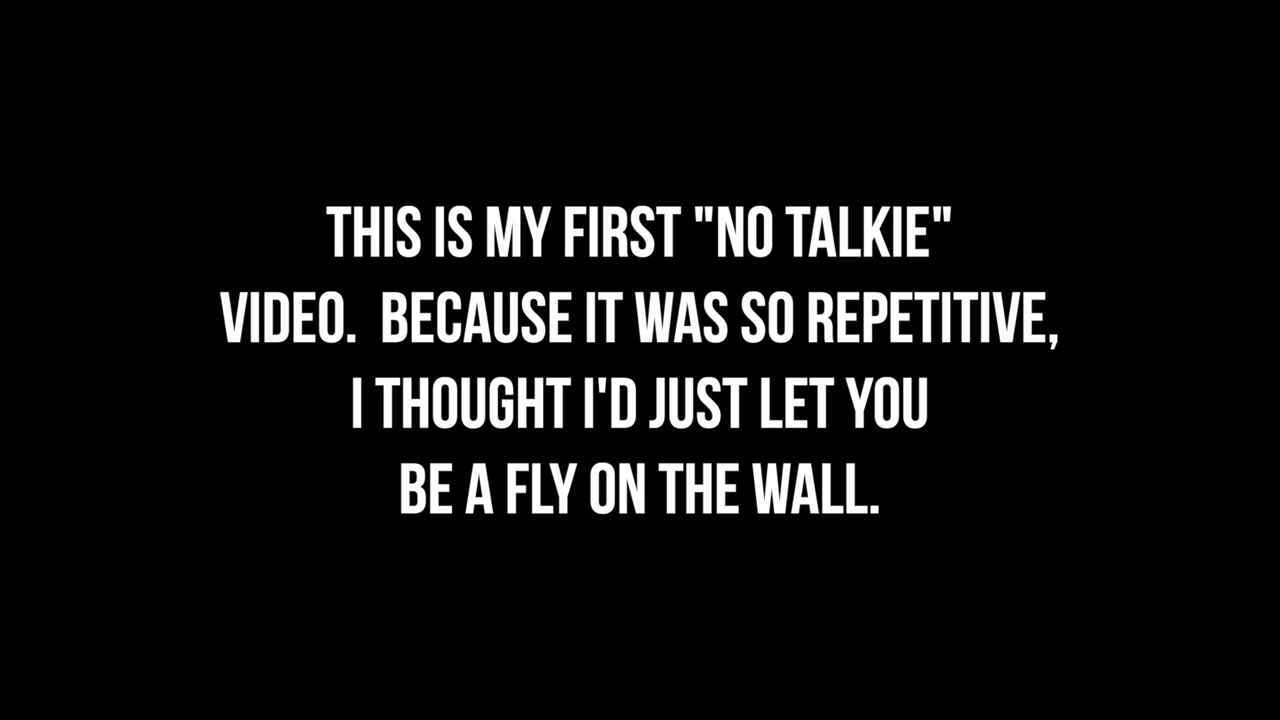 THIS IS MY FIRST "NO TALKIE"
VIDEO.  BECAUSE IT WAS SO REPETITIVE,
I THOUGHT I'D JUST LET YOU
BE A FLY ON THE WALL.